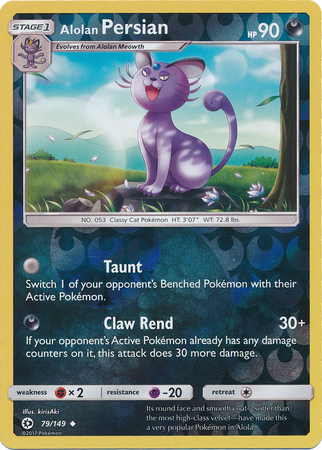 STAGE1 Alolan Persian HP 90
Evolves from Alolan Meowth
NO. 053 Classy Cat Pokémon HT: 3'07" WT: 72.8 lbs.
Taunt
Switch 1 of your opponent's Benched Pokémon with their
Active Pokémon.
Claw Rend 30+
If your opponent's Active Pokémon already has any damage
counters on it, this attack does 30 more damage.
weakness × 2 resistance -20 retreat
Illus. kirisAki
79/149
©2017 Pokémon
Its round face and smooth coat—softer than
the most high-class velvet—have made this
a very popular Pokémon in Alola.